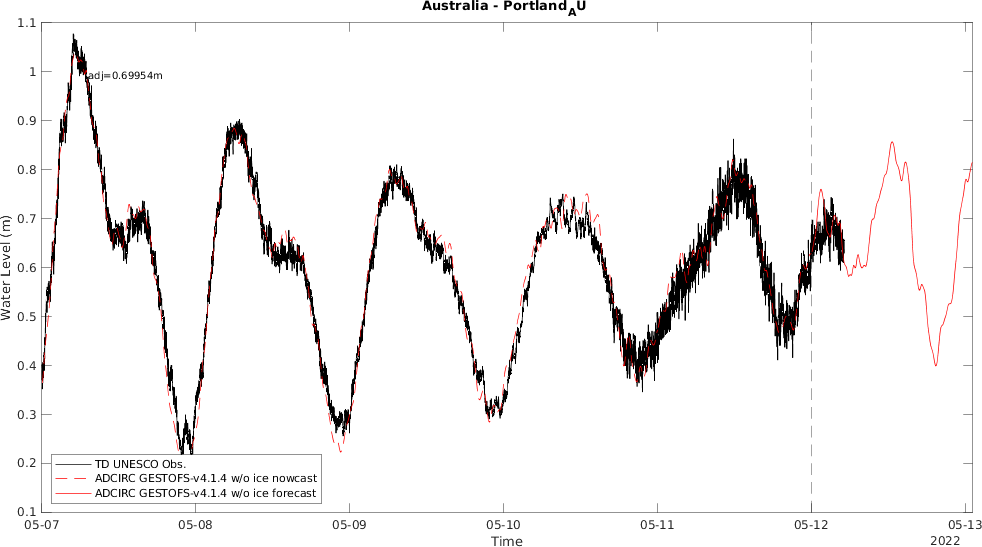 Australia - Portland_AU
adj=0.69954m
1.1
1
0.9
0.8
0.7
0.6
0.5
0.4
0.3
0.2
0.1
Water Level (m)
TD UNESCO Obs.
ADCIRC GESTOFS-v4.1.4 w/o ice nowcast
ADCIRC GESTOFS-v4.1.4 w/o ice forecast
05-07 05-08 05-09 05-10 05-11 05-12 05-13
Time
2022